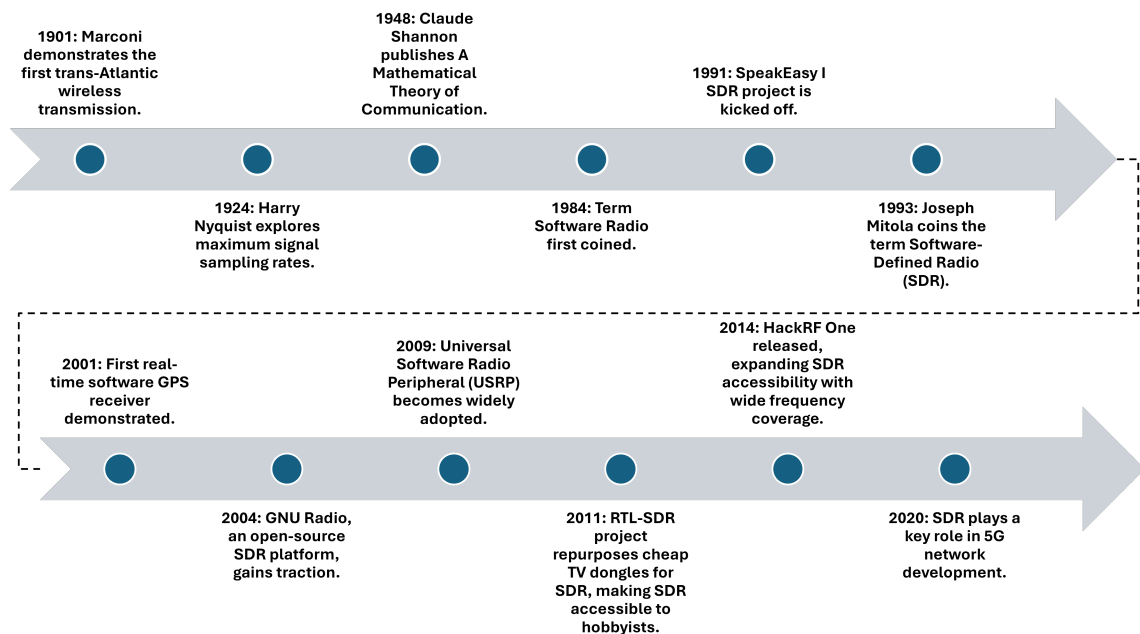 1901: Marconi
demonstrates the
first trans-Atlantic
wireless
transmission.
1924: Harry
Nyquist explores
maximum signal
sampling rates.
1948: Claude
Shannon
publishes A
Mathematical
Theory of
Communication.
1984: Term
Software Radio
first coined.
1991: SpeakEasy I
SDR project is
kicked off.
1993: Joseph
Mitola coins the
term Software-
Defined Radio
(SDR).
2001: First real-
time software GPS
receiver
demonstrated.
2004: GNU Radio,
an open-source
SDR platform,
gains traction.
2009: Universal
Software Radio
Peripheral (USRP)
becomes widely
adopted.
2011: RTL-SDR
project
repurposes cheap
TV dongles for
SDR, making SDR
accessible to
hobbyists.
2014: HackRF One
released,
expanding SDR
accessibility with
wide frequency
coverage.
2020: SDR plays a
key role in 5G
network
development.